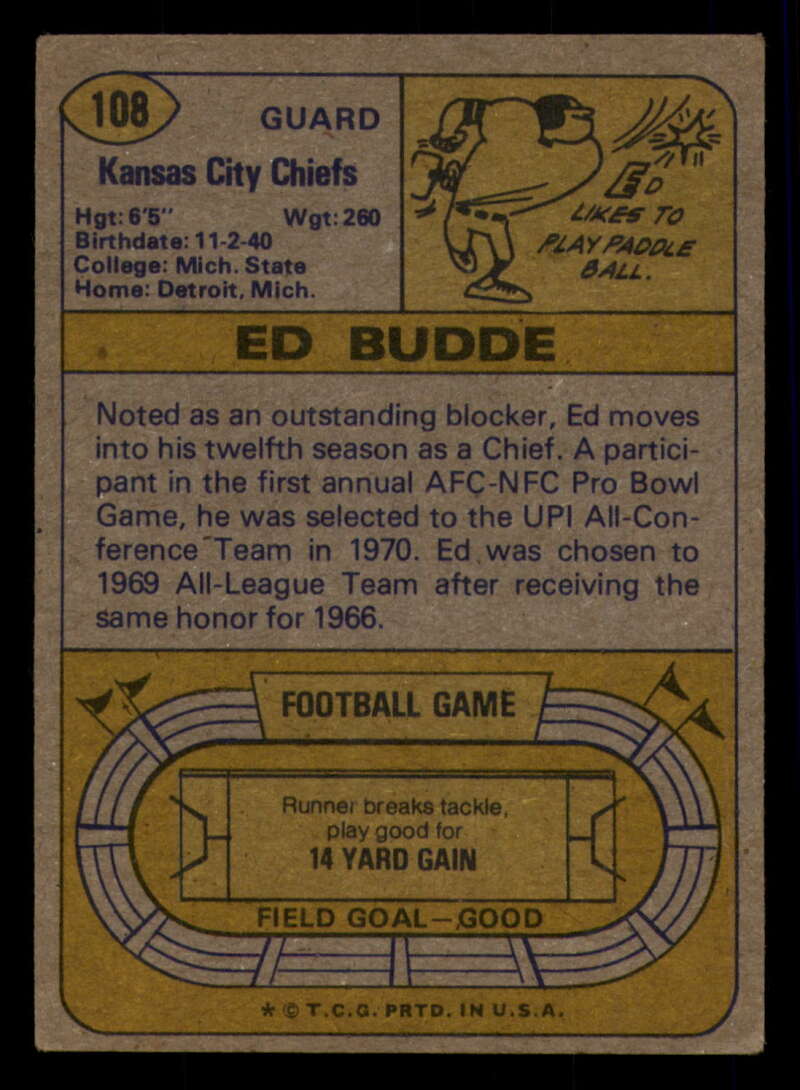 108
GUARD
Kansas City Chiefs
Hgt: 6'5" Wgt: 260
Birthdate: 11-2-40
College: Mich. State
Home: Detroit, Mich.
ED
LIKES TO
PLAY PADDLE
BALL.
ED BUDDE
Noted as an outstanding blocker, Ed moves
into his twelfth season as a Chief. A partici-
pant in the first annual AFC-NFC Pro Bowl
Game, he was selected to the UPI All-Con-
ference Team in 1970. Ed was chosen to
1969 All-League Team after receiving the
same honor for 1966.
FOOTBALL GAME
Runner breaks tackle,
play good for
14 YARD GAIN
FIELD GOAL—GOOD
* © T.C.G. PRTD. IN U.S.A.